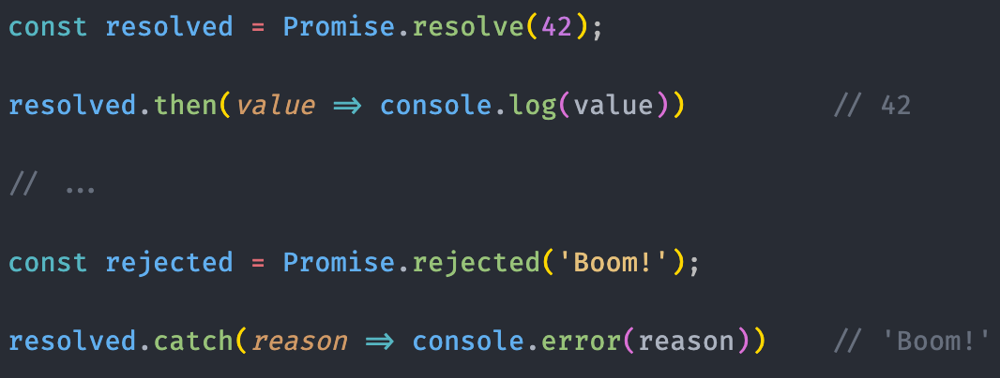 const resolved = Promise.resolve(42);
resolved.then(value => console.log(value)) // 42
// ...
const rejected = Promise.rejected('Boom!');
resolved.catch(reason => console.error(reason)) // 'Boom!'